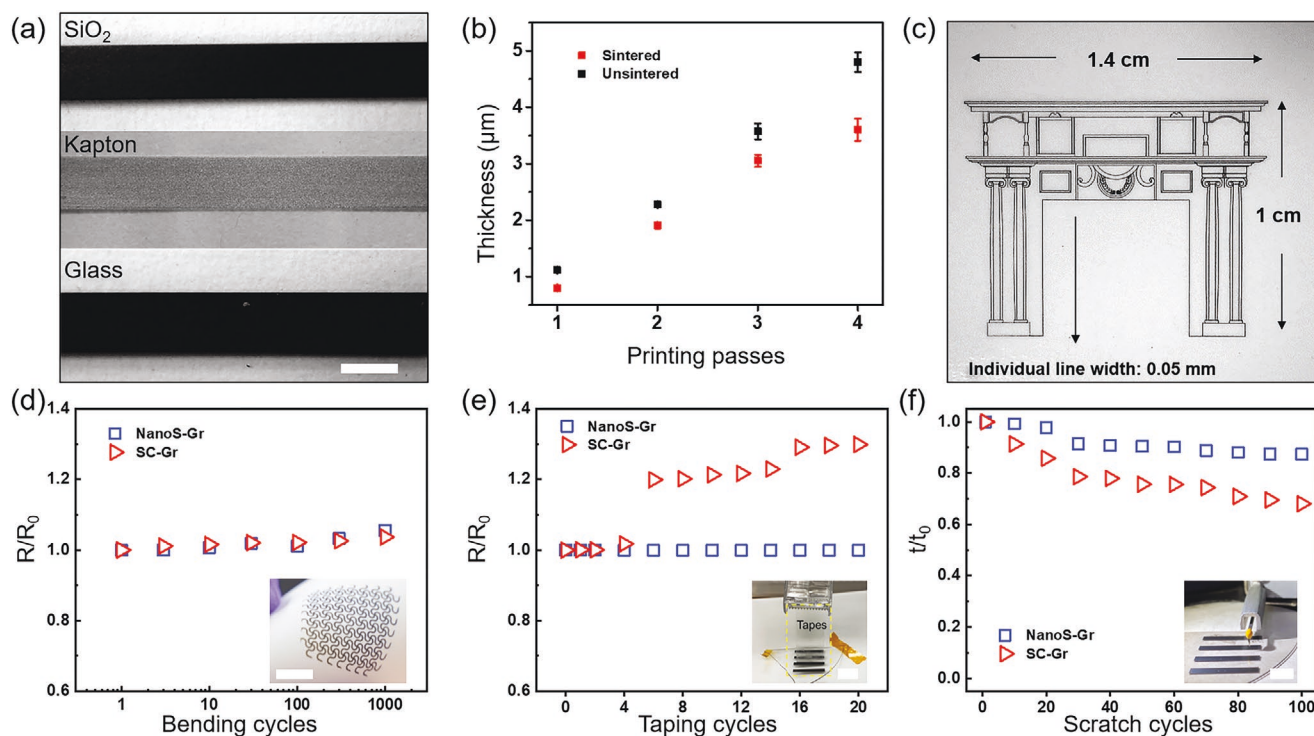 (a)
SiO₂
Kapton
Glass
(b)
Sintered
Unsintered
Thickness (μm)
5
4
3
2
1
1 2 3 4
Printing passes
(c)
1.4 cm
1 cm
Individual line width: 0.05 mm
(d)
NanoS-Gr
SC-Gr
R/R₀
1.4
1.2
1.0
0.8
0.6
1 10 100 1000
Bending cycles
(e)
NanoS-Gr
SC-Gr
R/R₀
1.4
1.2
1.0
0.8
0.6
Tapes
0 4 8 12 16 20
Taping cycles
(f)
t/t₀
1.0
0.8
0.6
0.4
0.2
0.0
NanoS-Gr
SC-Gr
0 20 40 60 80 100
Scratch cycles